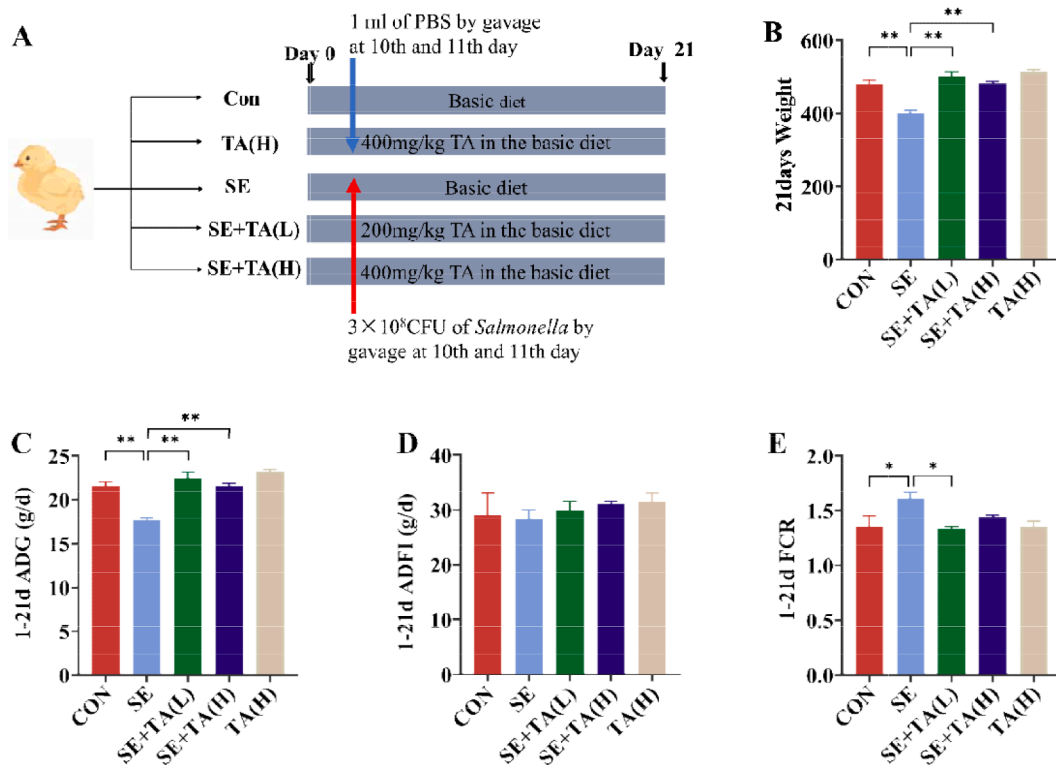 A
1 ml of PBS by gavage
at 10th and 11th day
Day 0
Day 21
Con
Basic diet
TA(H)
400mg/kg TA in the basic diet
SE
Basic diet
SE+TA(L)
200mg/kg TA in the basic diet
SE+TA(H)
400mg/kg TA in the basic diet
3×10⁸CFU of Salmonella by
gavage at 10th and 11th day
B
21days Weight
600
400
200
0
**
**
**
CON
SE
SE+TA(L)
SE+TA(H)
TA(H)
C
1-21d ADG (g/d)
25
20
15
10
5
0
**
**
**
CON
SE
SE+TA(L)
SE+TA(H)
TA(H)
D
1-21d ADFI (g/d)
40
30
20
10
0
CON
SE
SE+TA(L)
SE+TA(H)
TA(H)
E
1-21d FCR
2.0
1.5
1.0
0.5
0.0
*
*
CON
SE
SE+TA(L)
SE+TA(H)
TA(H)